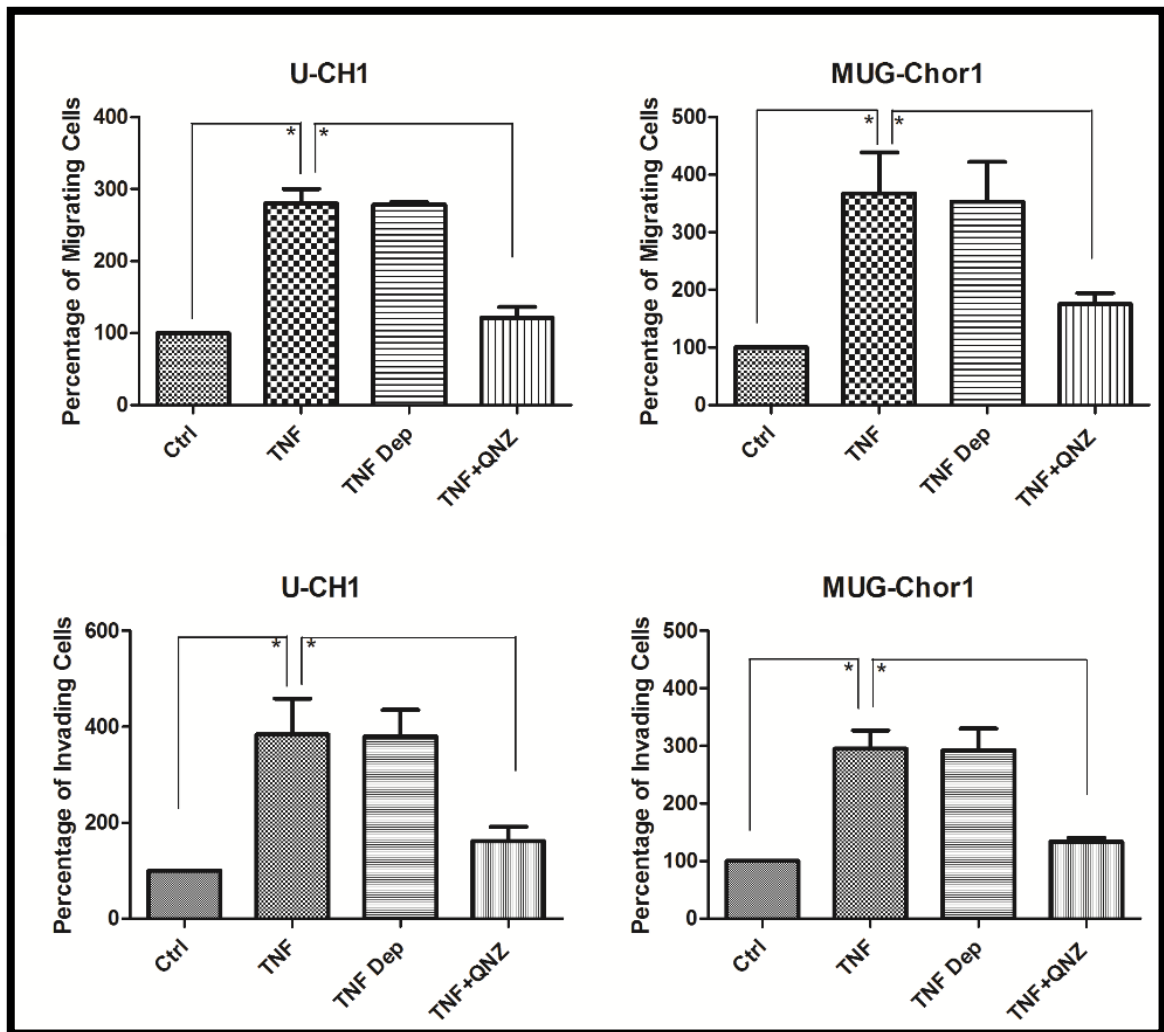 U-CH1
Percentage of Migrating Cells
400
300
200
100
0
* *
Ctrl
TNF
TNF Dep
TNF+QNZ
MUG-Chor1
Percentage of Migrating Cells
500
400
300
200
100
0
* *
Ctrl
TNF
TNF Dep
TNF+QNZ
U-CH1
Percentage of Invading Cells
600
400
200
0
* *
Ctrl
TNF
TNF Dep
TNF+QNZ
MUG-Chor1
Percentage of Invading Cells
500
400
300
200
100
0
* *
Ctrl
TNF
TNF Dep
TNF+QNZ